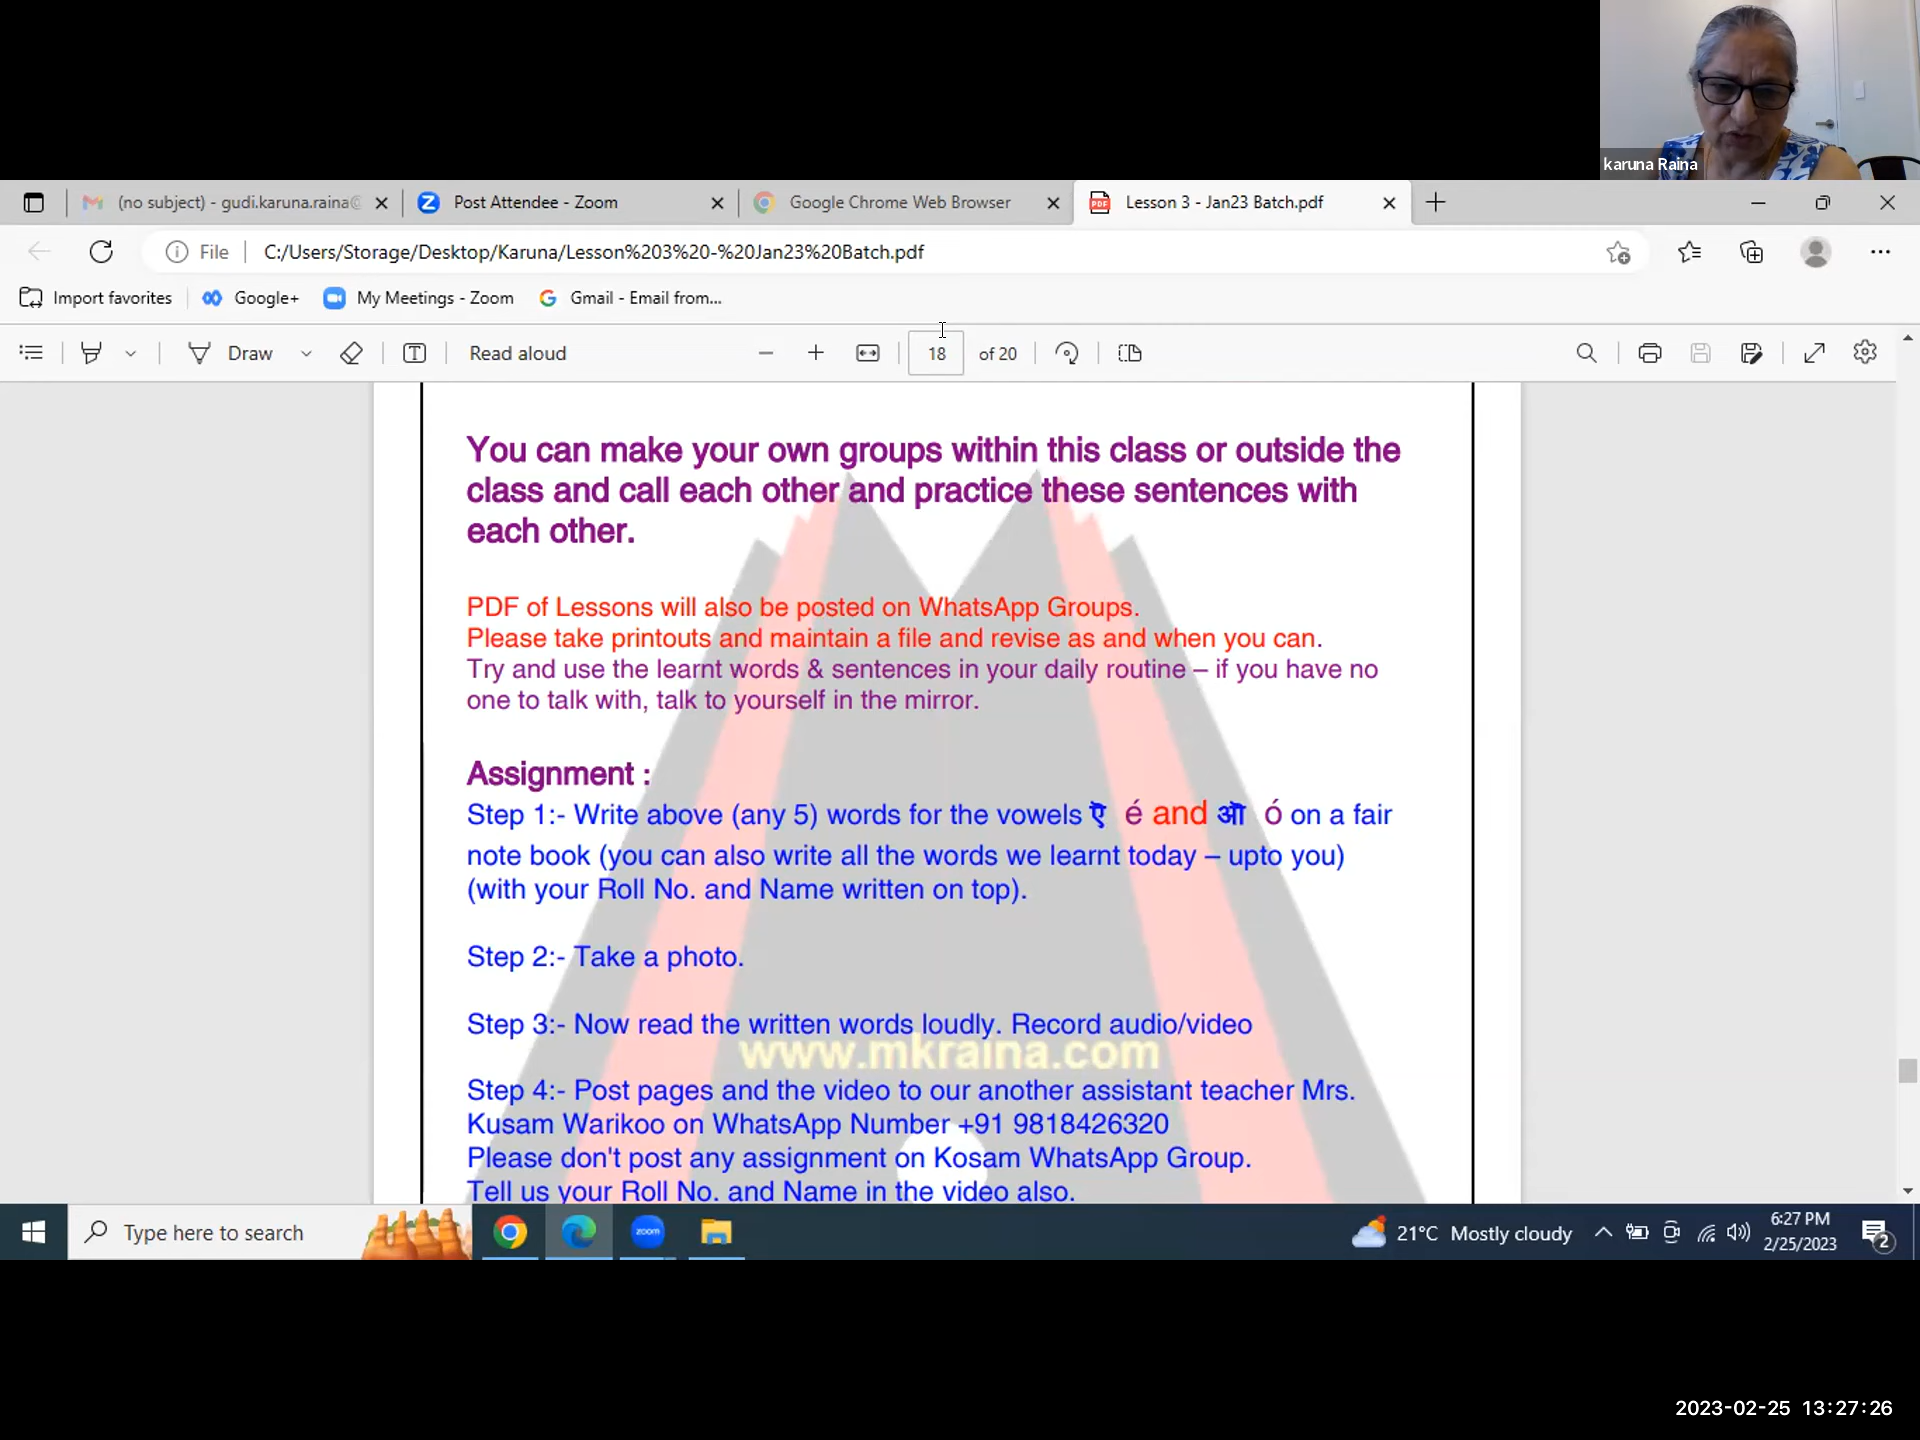 karuna Raina
(no subject) - gudi.karuna.raina@
Post Attendee - Zoom
Google Chrome Web Browser
Lesson 3 - Jan23 Batch.pdf
File
C:/Users/Storage/Desktop/Karuna/Lesson%203%20-%20Jan23%20Batch.pdf
Import favorites
Google+
My Meetings - Zoom
Gmail - Email from...
Draw
Read aloud
18 of 20
You can make your own groups within this class or outside the
class and call each other and practice these sentences with
each other.
PDF of Lessons will also be posted on WhatsApp Groups.
Please take printouts and maintain a file and revise as and when you can.
Try and use the learnt words & sentences in your daily routine – if you have no
one to talk with, talk to yourself in the mirror.
Assignment :
Step 1:- Write above (any 5) words for the vowels ऎ é and ऒ ó on a fair
note book (you can also write all the words we learnt today – upto you)
(with your Roll No. and Name written on top).
Step 2:- Take a photo.
Step 3:- Now read the written words loudly. Record audio/video
www.mkraina.com
Step 4:- Post pages and the video to our another assistant teacher Mrs.
Kusam Warikoo on WhatsApp Number +91 9818426320
Please don't post any assignment on Kosam WhatsApp Group.
Tell us your Roll No. and Name in the video also.
Type here to search
zoom
21°C Mostly cloudy
6:27 PM
2/25/2023
2
2023-02-25 13:27:26